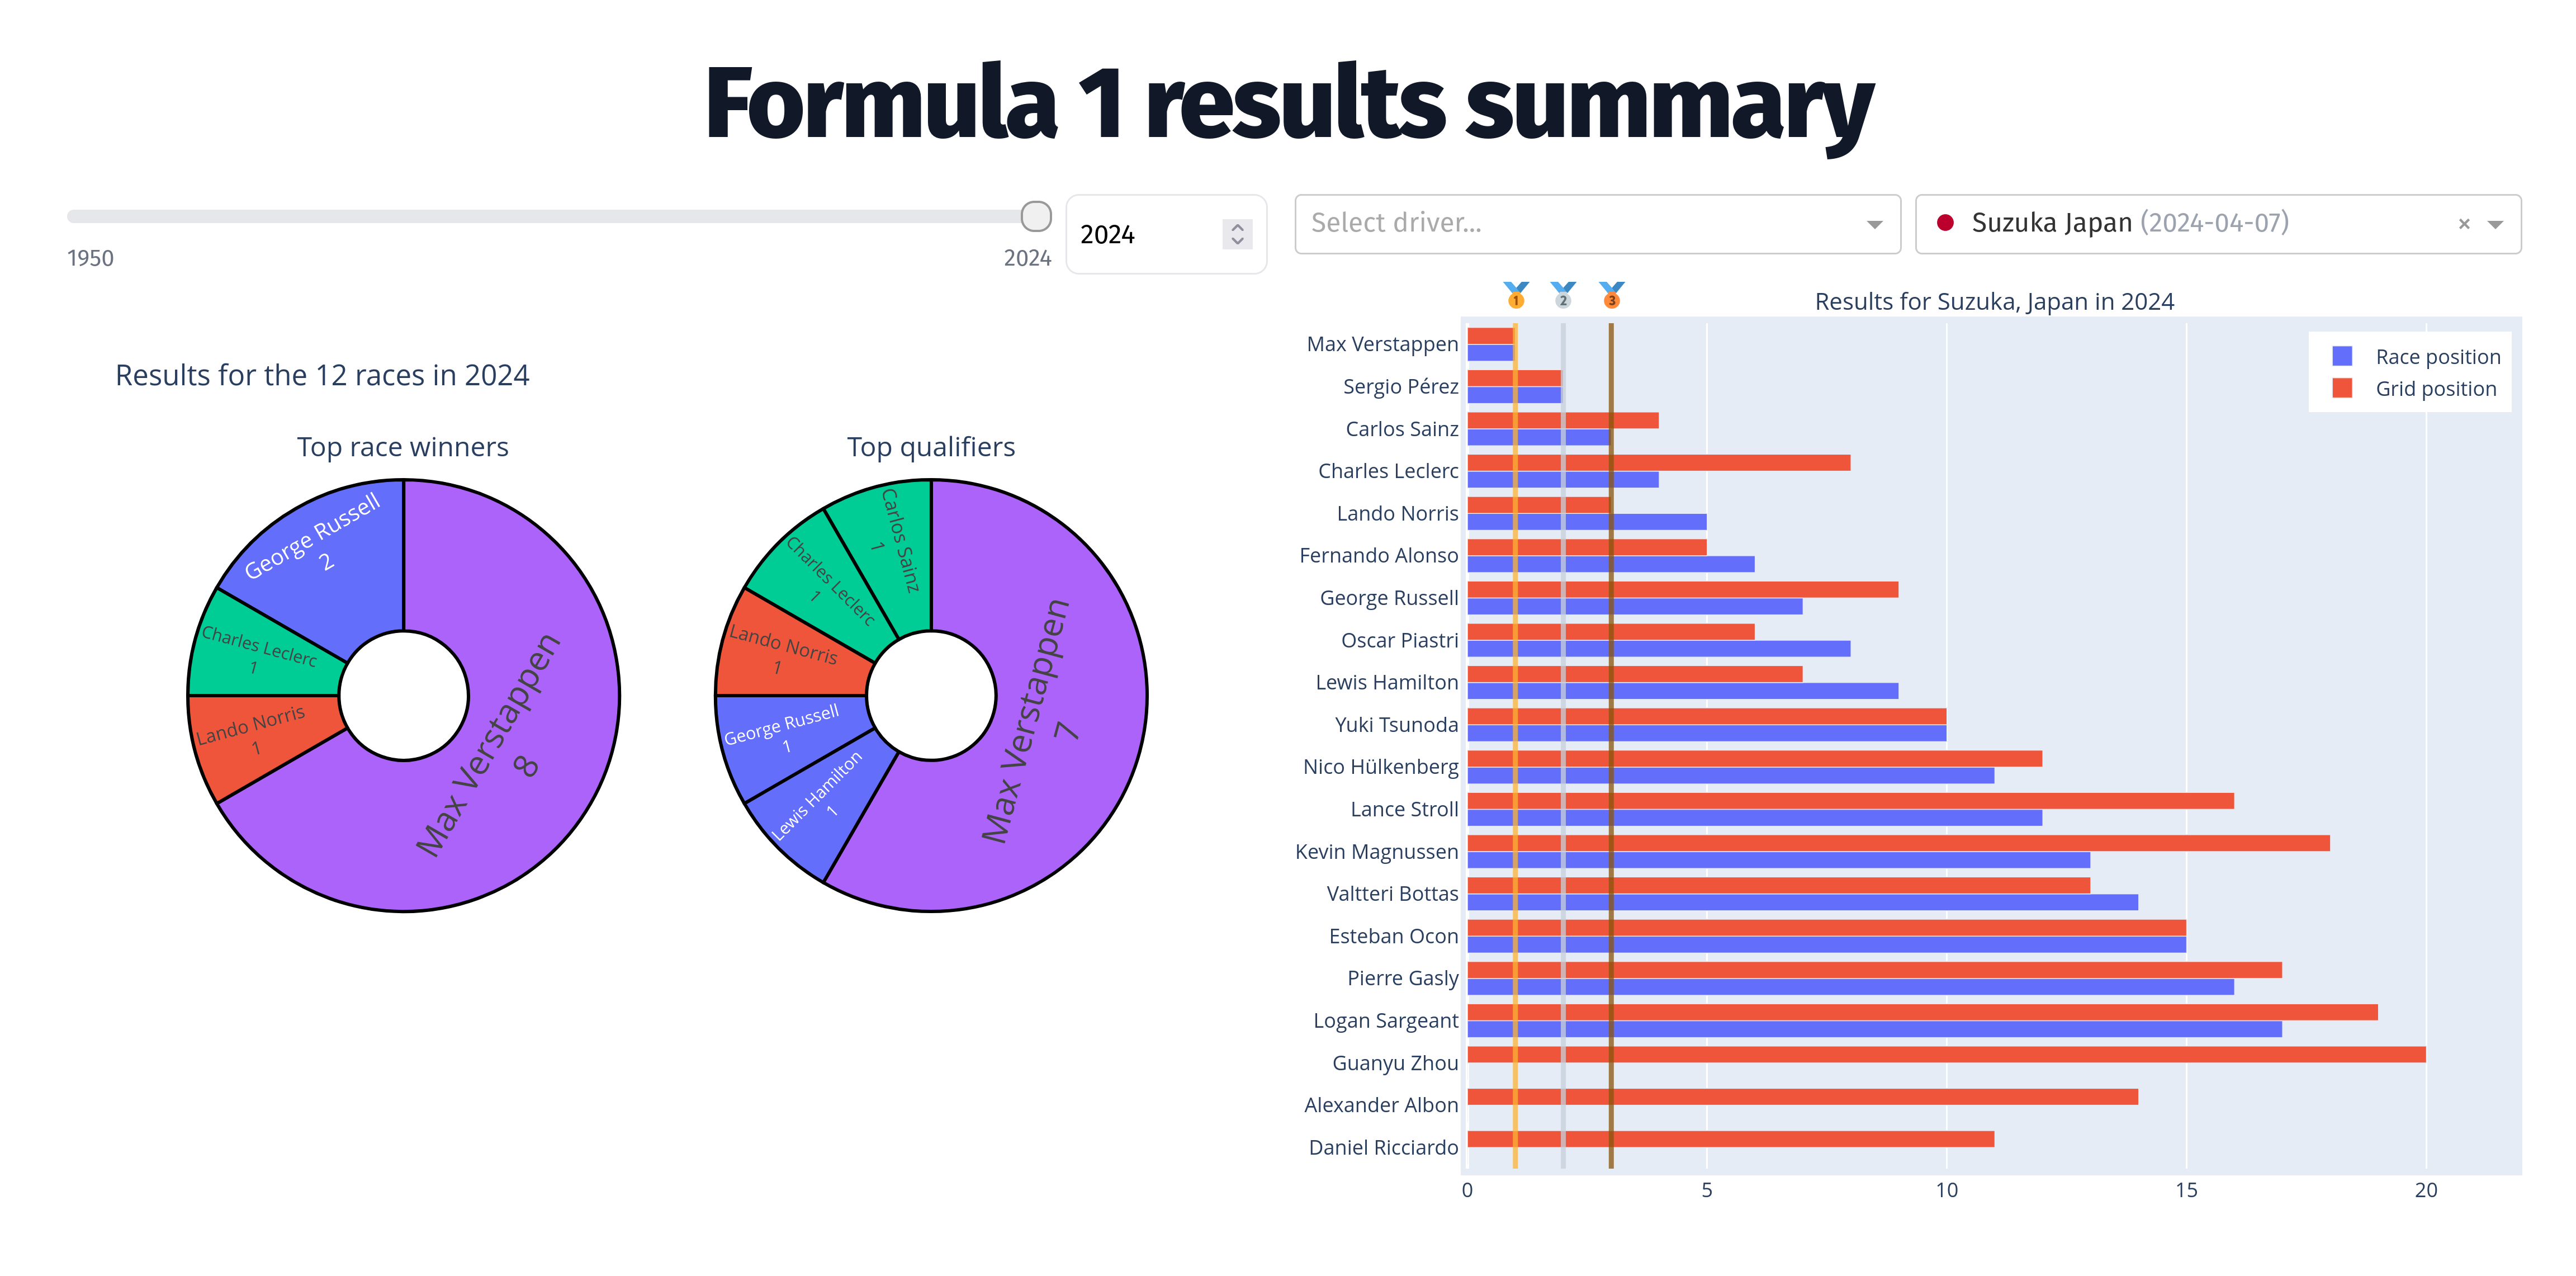 Formula 1 results summary
1950
2024
2024
Select driver...
Suzuka Japan (2024-04-07)
×
Results for the 12 races in 2024
Top race winners
George Russell
2
Charles Leclerc
1
Lando Norris
1
Max Verstappen
8
Top qualifiers
Carlos Sainz
1
Charles Leclerc
1
Lando Norris
1
George Russell
1
Lewis Hamilton
1
Max Verstappen
7
1
2
3
Results for Suzuka, Japan in 2024
Race position
Grid position
Max Verstappen
Sergio Pérez
Carlos Sainz
Charles Leclerc
Lando Norris
Fernando Alonso
George Russell
Oscar Piastri
Lewis Hamilton
Yuki Tsunoda
Nico Hülkenberg
Lance Stroll
Kevin Magnussen
Valtteri Bottas
Esteban Ocon
Pierre Gasly
Logan Sargeant
Guanyu Zhou
Alexander Albon
Daniel Ricciardo
0 5 10 15 20